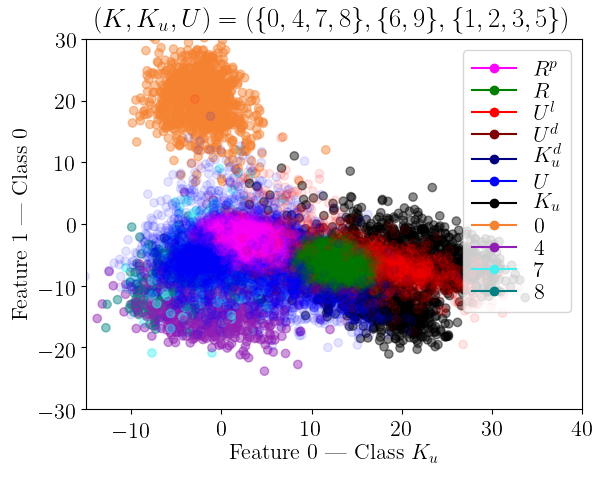 (K, K_u, U) = ({0, 4, 7, 8}, {6, 9}, {1, 2, 3, 5})
30
20
10
0
−10
−20
−30
Feature 1 — Class 0
R^p
R
U^l
U^d
K_u^d
U
K_u
0
4
7
8
−10
0
10
20
30
40
Feature 0 — Class K_u